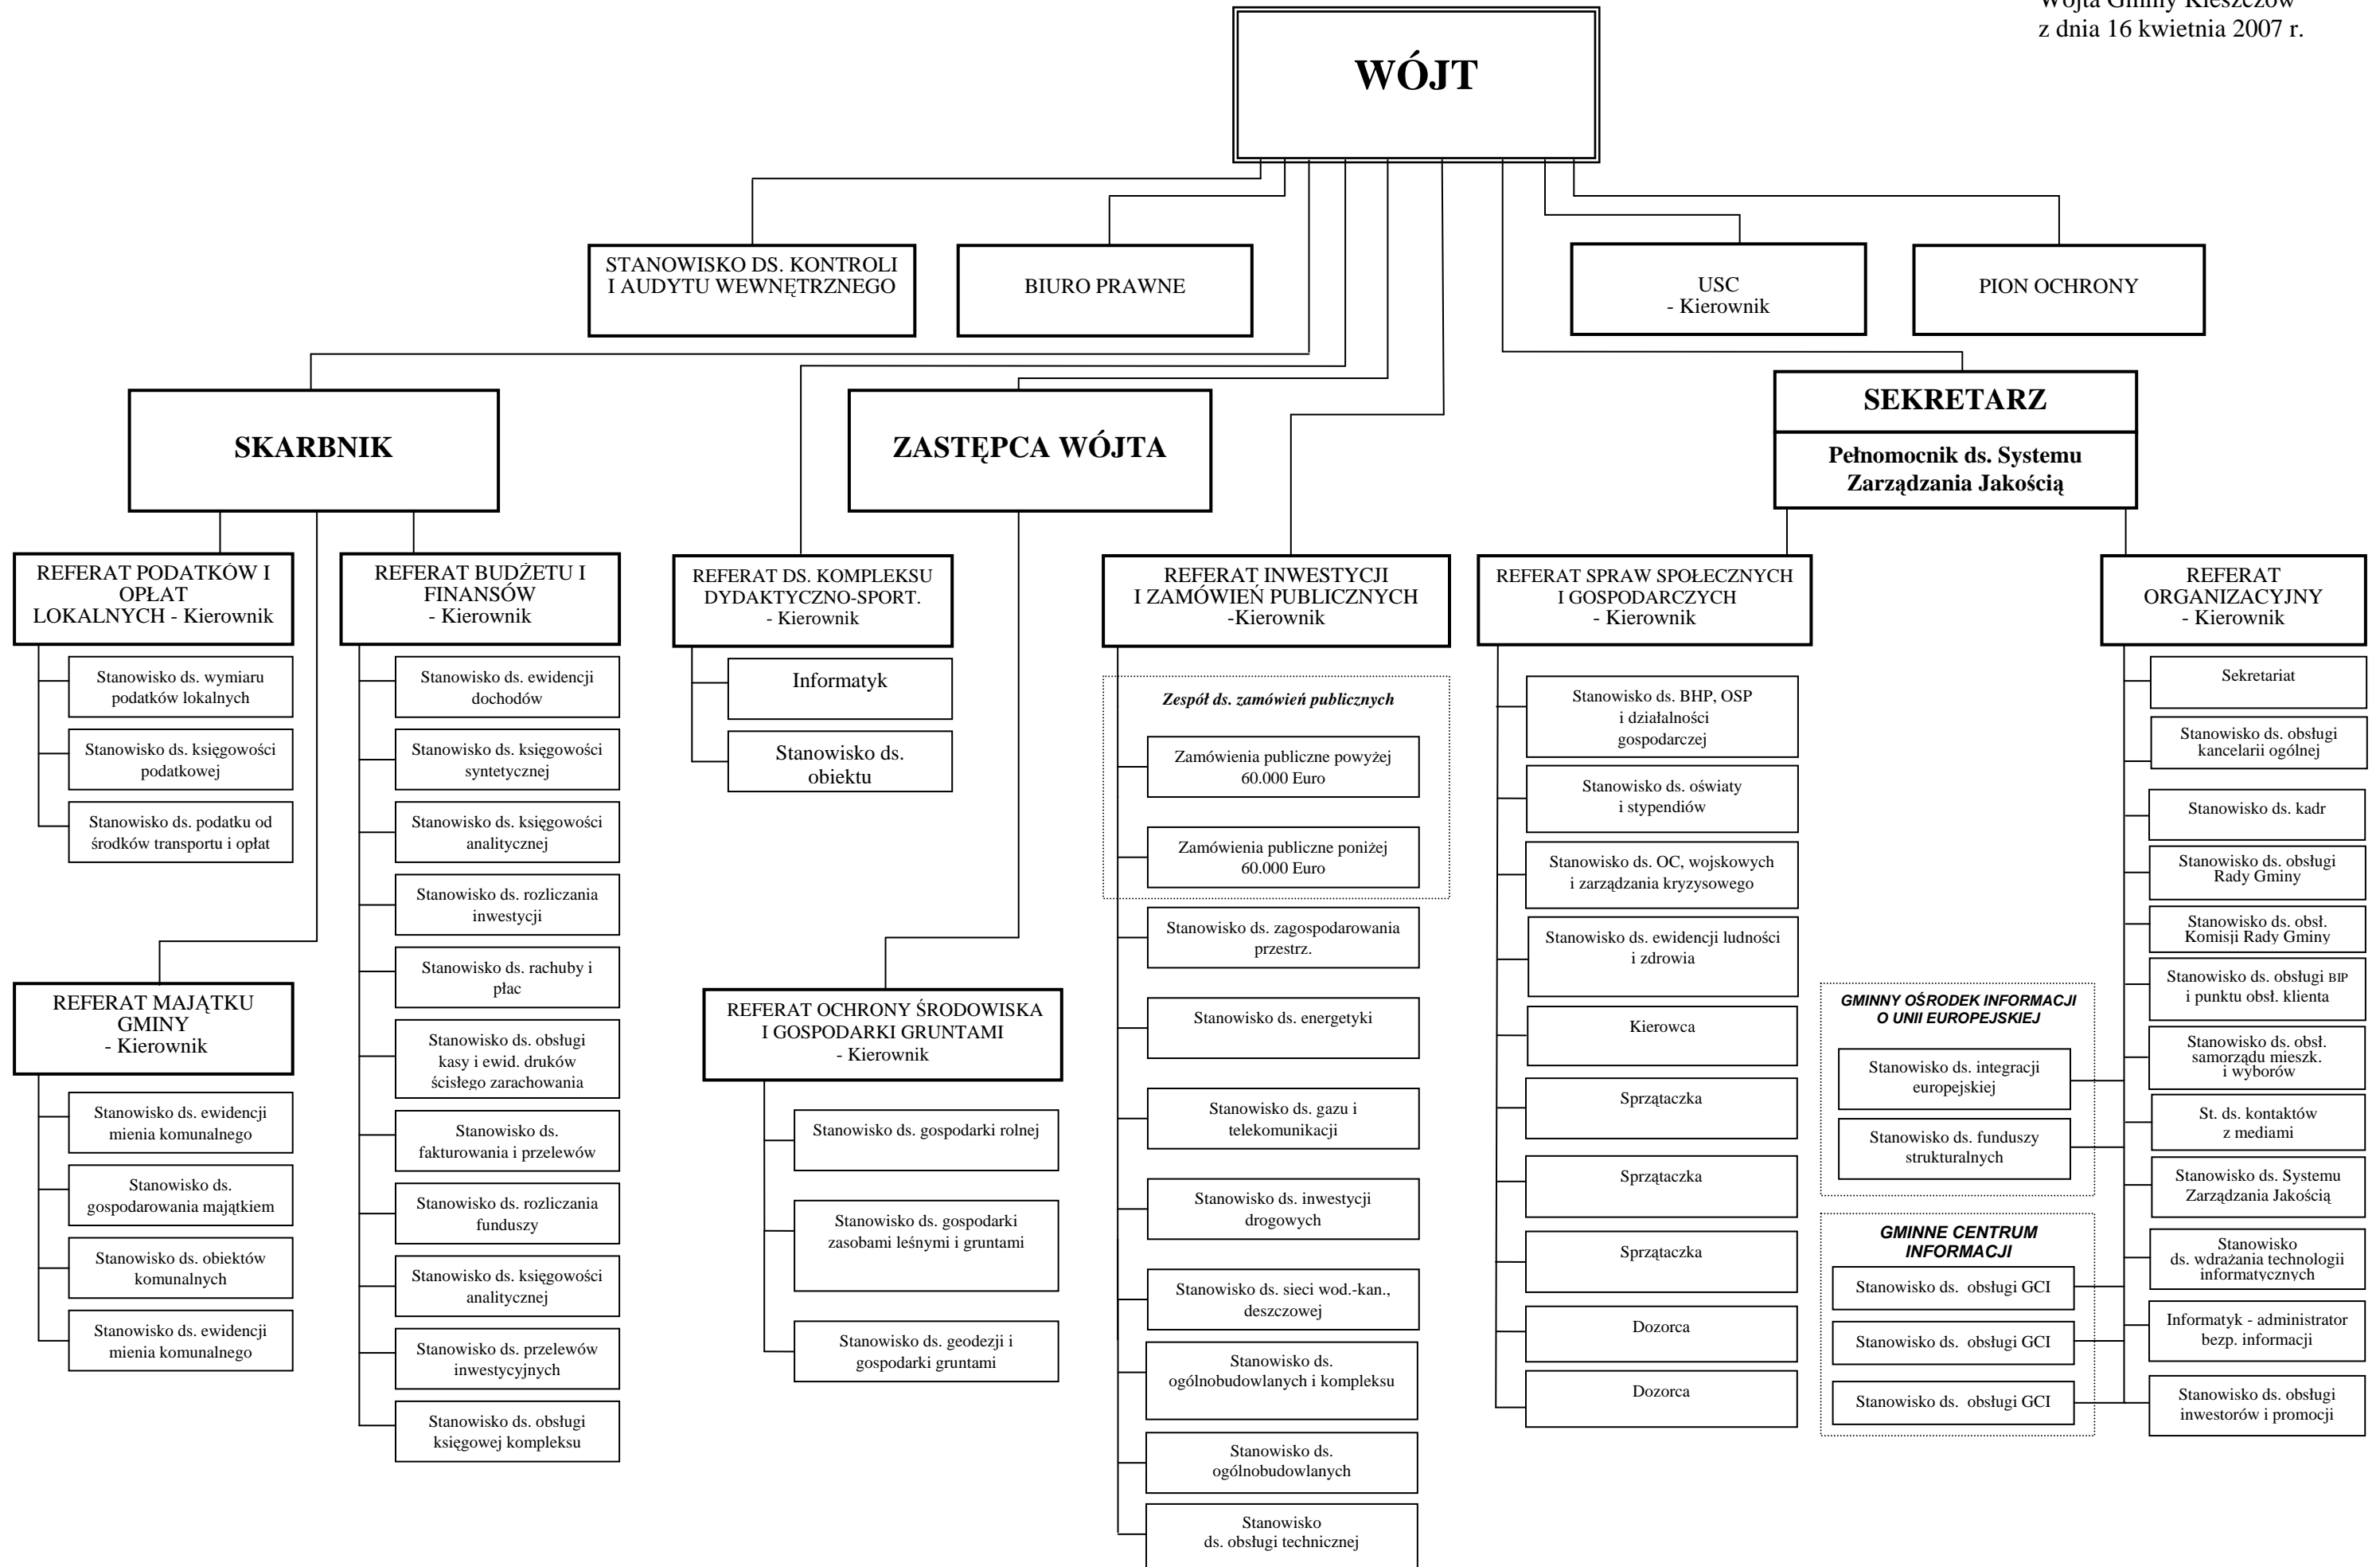 Wójta Gminy Kleszczów
z dnia 16 kwietnia 2007 r.
WÓJT
STANOWISKO DS. KONTROLI
I AUDYTU WEWNĘTRZNEGO
BIURO PRAWNE
USC
- Kierownik
PION OCHRONY
SKARBNIK
ZASTĘPCA WÓJTA
SEKRETARZ
Pełnomocnik ds. Systemu
Zarządzania Jakością
REFERAT PODATKÓW I
OPŁAT
LOKALNYCH - Kierownik
Stanowisko ds. wymiaru
podatków lokalnych
Stanowisko ds. księgowości
podatkowej
Stanowisko ds. podatku od
środków transportu i opłat
REFERAT MAJĄTKU
GMINY
- Kierownik
Stanowisko ds. ewidencji
mienia komunalnego
Stanowisko ds.
gospodarowania majątkiem
Stanowisko ds. obiektów
komunalnych
Stanowisko ds. ewidencji
mienia komunalnego
REFERAT BUDŻETU I
FINANSÓW
- Kierownik
Stanowisko ds. ewidencji
dochodów
Stanowisko ds. księgowości
syntetycznej
Stanowisko ds. księgowości
analitycznej
Stanowisko ds. rozliczania
inwestycji
Stanowisko ds. rachuby i
płac
Stanowisko ds. obsługi
kasy i ewid. druków
ścisłego zarachowania
Stanowisko ds.
fakturowania i przelewów
Stanowisko ds. rozliczania
funduszy
Stanowisko ds. księgowości
analitycznej
Stanowisko ds. przelewów
inwestycyjnych
Stanowisko ds. obsługi
księgowej kompleksu
REFERAT DS. KOMPLEKSU
DYDAKTYCZNO-SPORT.
- Kierownik
Informatyk
Stanowisko ds.
obiektu
REFERAT OCHRONY ŚRODOWISKA
I GOSPODARKI GRUNTAMI
- Kierownik
Stanowisko ds. gospodarki rolnej
Stanowisko ds. gospodarki
zasobami leśnymi i gruntami
Stanowisko ds. geodezji i
gospodarki gruntami
REFERAT INWESTYCJI
I ZAMÓWIEŃ PUBLICZNYCH
-Kierownik
Zespół ds. zamówień publicznych
Zamówienia publiczne powyżej
60.000 Euro
Zamówienia publiczne poniżej
60.000 Euro
Stanowisko ds. zagospodarowania
przestrz.
Stanowisko ds. energetyki
Stanowisko ds. gazu i
telekomunikacji
Stanowisko ds. inwestycji
drogowych
Stanowisko ds. sieci wod.-kan.,
deszczowej
Stanowisko ds.
ogólnobudowlanych i kompleksu
Stanowisko ds.
ogólnobudowlanych
Stanowisko
ds. obsługi technicznej
REFERAT SPRAW SPOŁECZNYCH
I GOSPODARCZYCH
- Kierownik
Stanowisko ds. BHP, OSP
i działalności
gospodarczej
Stanowisko ds. oświaty
i stypendiów
Stanowisko ds. OC, wojskowych
i zarządzania kryzysowego
Stanowisko ds. ewidencji ludności
i zdrowia
Kierowca
Sprzątaczka
Sprzątaczka
Sprzątaczka
Dozorca
Dozorca
GMINNY OŚRODEK INFORMACJI
O UNII EUROPEJSKIEJ
Stanowisko ds. integracji
europejskiej
Stanowisko ds. funduszy
strukturalnych
GMINNE CENTRUM
INFORMACJI
Stanowisko ds. obsługi GCI
Stanowisko ds. obsługi GCI
Stanowisko ds. obsługi GCI
REFERAT
ORGANIZACYJNY
- Kierownik
Sekretariat
Stanowisko ds. obsługi
kancelarii ogólnej
Stanowisko ds. kadr
Stanowisko ds. obsługi
Rady Gminy
Stanowisko ds. obsł.
Komisji Rady Gminy
Stanowisko ds. obsługi BIP
i punktu obsł. klienta
Stanowisko ds. obsł.
samorządu mieszk.
i wyborów
St. ds. kontaktów
z mediami
Stanowisko ds. Systemu
Zarządzania Jakością
Stanowisko
ds. wdrażania technologii
informatycznych
Informatyk - administrator
bezp. informacji
Stanowisko ds. obsługi
inwestorów i promocji